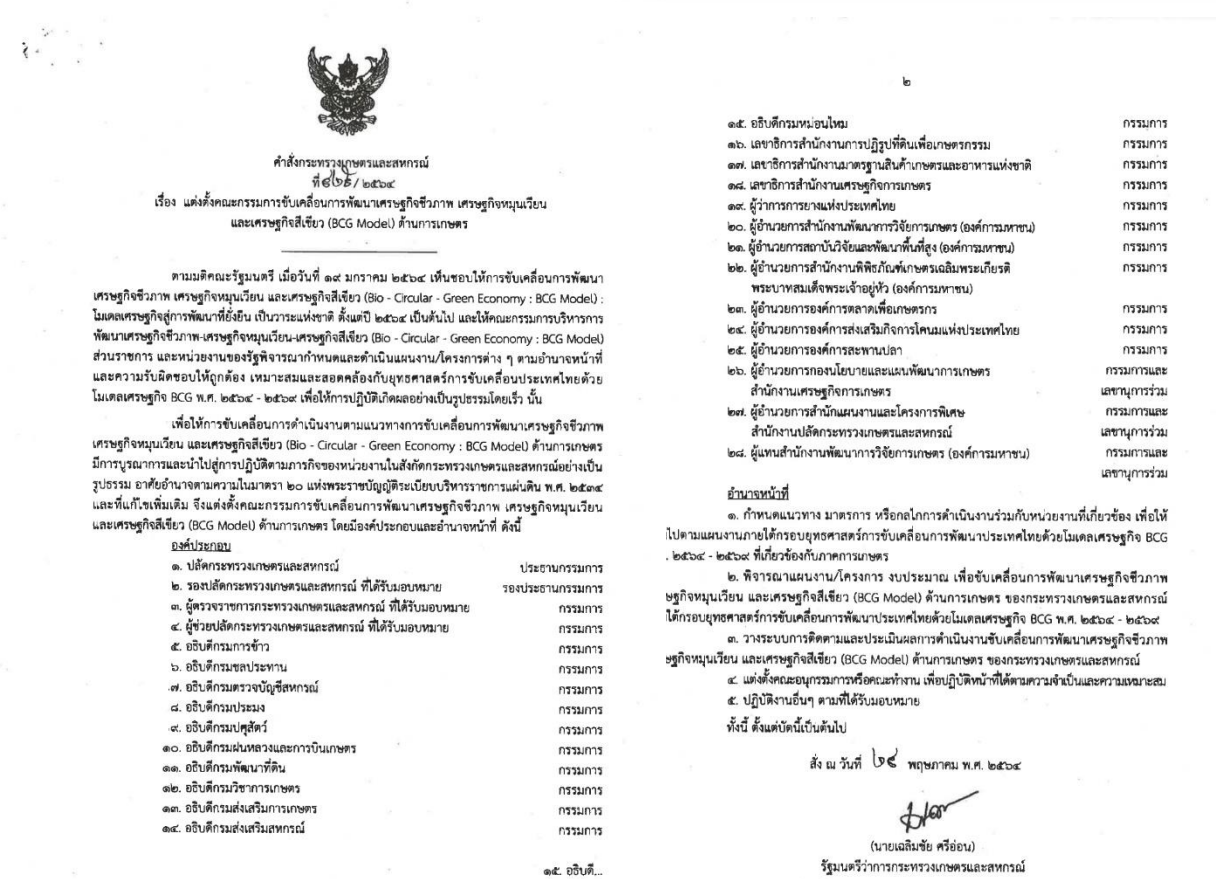 คำสั่งกระทรวงเกษตรและสหกรณ์
ที่ /๒๕๖๔
เรื่อง แต่งตั้งคณะกรรมการขับเคลื่อนการพัฒนาเศรษฐกิจชีวภาพ เศรษฐกิจหมุนเวียน
และเศรษฐกิจสีเขียว (BCG Model) ด้านการเกษตร
ตามมติคณะรัฐมนตรี เมื่อวันที่ ๑๙ มกราคม ๒๕๖๔ เห็นชอบให้การขับเคลื่อนการพัฒนา
เศรษฐกิจชีวภาพ เศรษฐกิจหมุนเวียน และเศรษฐกิจสีเขียว (Bio - Circular - Green Economy : BCG Model) :
โมเดลเศรษฐกิจสู่การพัฒนาที่ยั่งยืน เป็นวาระแห่งชาติ ตั้งแต่ปี ๒๕๖๔ เป็นต้นไป และให้คณะกรรมการบริหารการ
พัฒนาเศรษฐกิจชีวภาพ-เศรษฐกิจหมุนเวียน-เศรษฐกิจสีเขียว (Bio - Circular - Green Economy : BCG Model)
ส่วนราชการ และหน่วยงานของรัฐพิจารณากำหนดและดำเนินแผนงาน/โครงการต่าง ๆ ตามอำนาจหน้าที่
และความรับผิดชอบให้ถูกต้อง เหมาะสมและสอดคล้องกับยุทธศาสตร์การขับเคลื่อนประเทศไทยด้วย
โมเดลเศรษฐกิจ BCG พ.ศ. ๒๕๖๔ - ๒๕๖๙ เพื่อให้การปฏิบัติเกิดผลอย่างเป็นรูปธรรมโดยเร็ว นั้น
เพื่อให้การขับเคลื่อนการดำเนินงานตามแนวทางการขับเคลื่อนการพัฒนาเศรษฐกิจชีวภาพ
เศรษฐกิจหมุนเวียน และเศรษฐกิจสีเขียว (Bio - Circular - Green Economy : BCG Model) ด้านการเกษตร
มีการบูรณาการและนำไปสู่การปฏิบัติตามภารกิจของหน่วยงานในสังกัดกระทรวงเกษตรและสหกรณ์อย่างเป็น
รูปธรรม อาศัยอำนาจตามความในมาตรา ๒๐ แห่งพระราชบัญญัติระเบียบบริหารราชการแผ่นดิน พ.ศ. ๒๕๓๔
และที่แก้ไขเพิ่มเติม จึงแต่งตั้งคณะกรรมการขับเคลื่อนการพัฒนาเศรษฐกิจชีวภาพ เศรษฐกิจหมุนเวียน
และเศรษฐกิจสีเขียว (BCG Model) ด้านการเกษตร โดยมีองค์ประกอบและอำนาจหน้าที่ ดังนี้
องค์ประกอบ
๑. ปลัดกระทรวงเกษตรและสหกรณ์ ประธานกรรมการ
๒. รองปลัดกระทรวงเกษตรและสหกรณ์ ที่ได้รับมอบหมาย รองประธานกรรมการ
๓. ผู้ตรวจราชการกระทรวงเกษตรและสหกรณ์ ที่ได้รับมอบหมาย กรรมการ
๔. ผู้ช่วยปลัดกระทรวงเกษตรและสหกรณ์ ที่ได้รับมอบหมาย กรรมการ
๕. อธิบดีกรมการข้าว กรรมการ
๖. อธิบดีกรมชลประทาน กรรมการ
๗. อธิบดีกรมตรวจบัญชีสหกรณ์ กรรมการ
๘. อธิบดีกรมประมง กรรมการ
๙. อธิบดีกรมปศุสัตว์ กรรมการ
๑๐. อธิบดีกรมฝนหลวงและการบินเกษตร กรรมการ
๑๑. อธิบดีกรมพัฒนาที่ดิน กรรมการ
๑๒. อธิบดีกรมวิชาการเกษตร กรรมการ
๑๓. อธิบดีกรมส่งเสริมการเกษตร กรรมการ
๑๔. อธิบดีกรมส่งเสริมสหกรณ์ กรรมการ
๑๕. อธิบดี...
๒
๑๕. อธิบดีกรมหม่อนไหม กรรมการ
๑๖. เลขาธิการสำนักงานการปฏิรูปที่ดินเพื่อเกษตรกรรม กรรมการ
๑๗. เลขาธิการสำนักงานมาตรฐานสินค้าเกษตรและอาหารแห่งชาติ กรรมการ
๑๘. เลขาธิการสำนักงานเศรษฐกิจการเกษตร กรรมการ
๑๙. ผู้ว่าการการยางแห่งประเทศไทย กรรมการ
๒๐. ผู้อำนวยการสำนักงานพัฒนาการวิจัยการเกษตร (องค์การมหาชน) กรรมการ
๒๑. ผู้อำนวยการสถาบันวิจัยและพัฒนาพื้นที่สูง (องค์การมหาชน) กรรมการ
๒๒. ผู้อำนวยการสำนักงานพิพิธภัณฑ์เกษตรเฉลิมพระเกียรติ กรรมการ
พระบาทสมเด็จพระเจ้าอยู่หัว (องค์การมหาชน)
๒๓. ผู้อำนวยการองค์การตลาดเพื่อเกษตรกร กรรมการ
๒๔. ผู้อำนวยการองค์การส่งเสริมกิจการโคนมแห่งประเทศไทย กรรมการ
๒๕. ผู้อำนวยการองค์การสะพานปลา กรรมการ
๒๖. ผู้อำนวยการกองนโยบายและแผนพัฒนาการเกษตร กรรมการและ
สำนักงานเศรษฐกิจการเกษตร เลขานุการร่วม
๒๗. ผู้อำนวยการสำนักแผนงานและโครงการพิเศษ กรรมการและ
สำนักงานปลัดกระทรวงเกษตรและสหกรณ์ เลขานุการร่วม
๒๘. ผู้แทนสำนักงานพัฒนาการวิจัยการเกษตร (องค์การมหาชน) กรรมการและ
เลขานุการร่วม
อำนาจหน้าที่
๑. กำหนดแนวทาง มาตรการ หรือกลไกการดำเนินงานร่วมกับหน่วยงานที่เกี่ยวข้อง เพื่อให้
ไปตามแผนงานภายใต้กรอบยุทธศาสตร์การขับเคลื่อนการพัฒนาประเทศไทยด้วยโมเดลเศรษฐกิจ BCG
. ๒๕๖๔ - ๒๕๖๙ ที่เกี่ยวข้องกับภาคการเกษตร
๒. พิจารณาแผนงาน/โครงการ งบประมาณ เพื่อขับเคลื่อนการพัฒนาเศรษฐกิจชีวภาพ
ษฐกิจหมุนเวียน และเศรษฐกิจสีเขียว (BCG Model) ด้านการเกษตร ของกระทรวงเกษตรและสหกรณ์
ใต้กรอบยุทธศาสตร์การขับเคลื่อนการพัฒนาประเทศไทยด้วยโมเดลเศรษฐกิจ BCG พ.ศ. ๒๕๖๔ - ๒๕๖๙
๓. วางระบบการติดตามและประเมินผลการดำเนินงานขับเคลื่อนการพัฒนาเศรษฐกิจชีวภาพ
ษฐกิจหมุนเวียน และเศรษฐกิจสีเขียว (BCG Model) ด้านการเกษตร ของกระทรวงเกษตรและสหกรณ์
๔. แต่งตั้งคณะอนุกรรมการหรือคณะทำงาน เพื่อปฏิบัติหน้าที่ได้ตามความจำเป็นและความเหมาะสม
๕. ปฏิบัติงานอื่นๆ ตามที่ได้รับมอบหมาย
ทั้งนี้ ตั้งแต่บัดนี้เป็นต้นไป
สั่ง ณ วันที่ ๒๙ พฤษภาคม พ.ศ. ๒๕๖๔
(นายเฉลิมชัย ศรีอ่อน)
รัฐมนตรีว่าการกระทรวงเกษตรและสหกรณ์